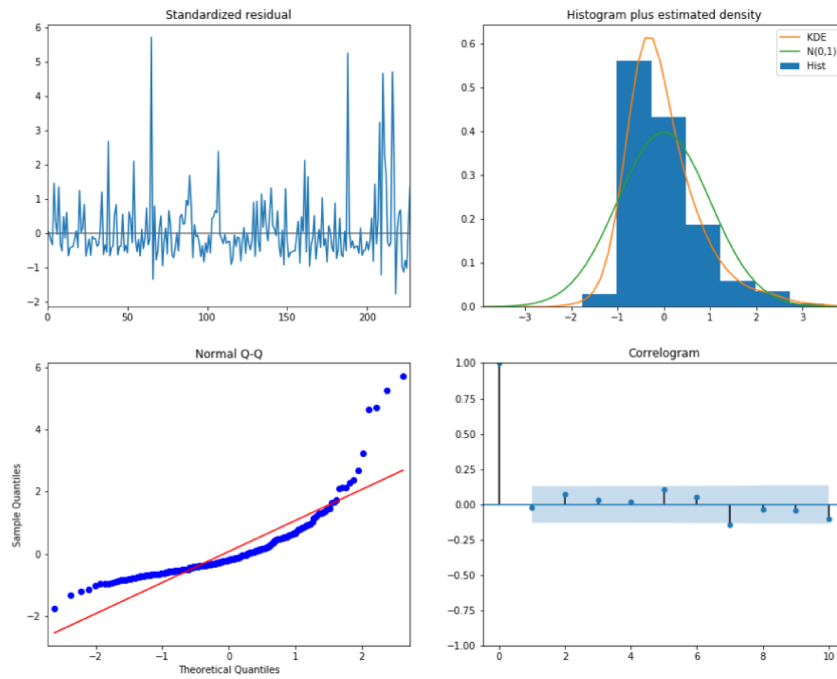 Standardized residual
6
5
4
3
2
1
0
−1
−2
0 50 100 150 200
Histogram plus estimated density
KDE
N(0,1)
Hist
0.6
0.5
0.4
0.3
0.2
0.1
0.0
−3 −2 −1 0 1 2 3
Normal Q-Q
Sample Quantiles
6
4
2
0
−2
−2 −1 0 1 2
Theoretical Quantiles
Correlogram
1.00
0.75
0.50
0.25
0.00
−0.25
−0.50
−0.75
−1.00
0 2 4 6 8 10